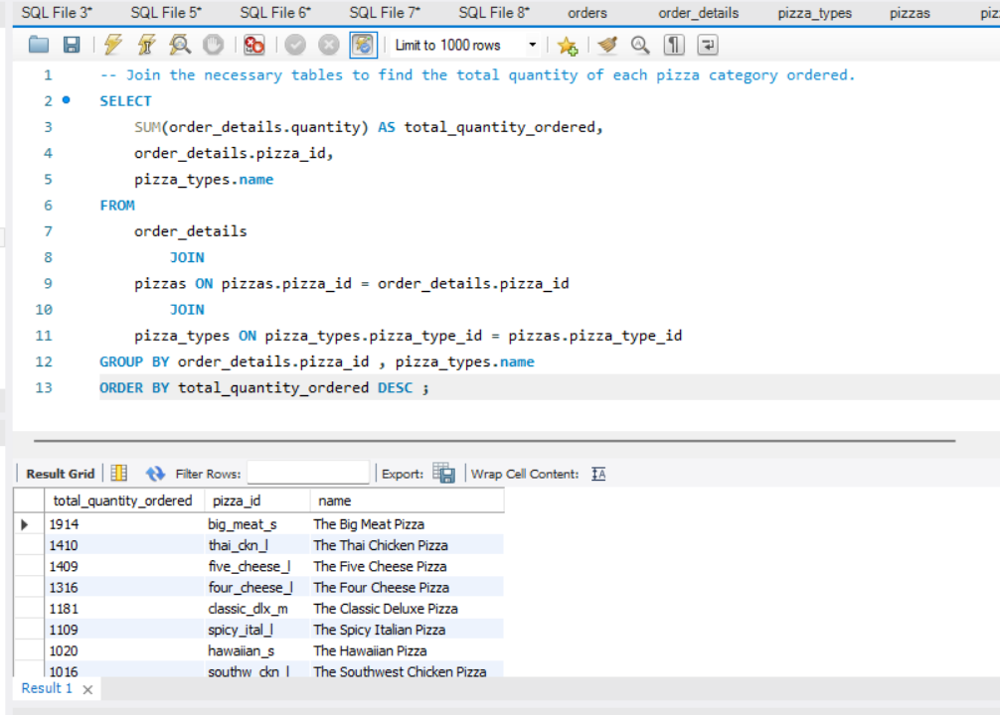 SQL File 3* SQL File 5* SQL File 6* SQL File 7* SQL File 8* orders order_details pizza_types pizzas piz
Limit to 1000 rows
1 -- Join the necessary tables to find the total quantity of each pizza category ordered.
2 SELECT
3 SUM(order_details.quantity) AS total_quantity_ordered,
4 order_details.pizza_id,
5 pizza_types.name
6 FROM
7 order_details
8 JOIN
9 pizzas ON pizzas.pizza_id = order_details.pizza_id
10 JOIN
11 pizza_types ON pizza_types.pizza_type_id = pizzas.pizza_type_id
12 GROUP BY order_details.pizza_id , pizza_types.name
13 ORDER BY total_quantity_ordered DESC ;
Result Grid Filter Rows: Export: Wrap Cell Content:
total_quantity_ordered pizza_id name
1914 big_meat_s The Big Meat Pizza
1410 thai_ckn_l The Thai Chicken Pizza
1409 five_cheese_l The Five Cheese Pizza
1316 four_cheese_l The Four Cheese Pizza
1181 classic_dlx_m The Classic Deluxe Pizza
1109 spicy_ital_l The Spicy Italian Pizza
1020 hawaiian_s The Hawaiian Pizza
1016 southw_ckn_l The Southwest Chicken Pizza
Result 1